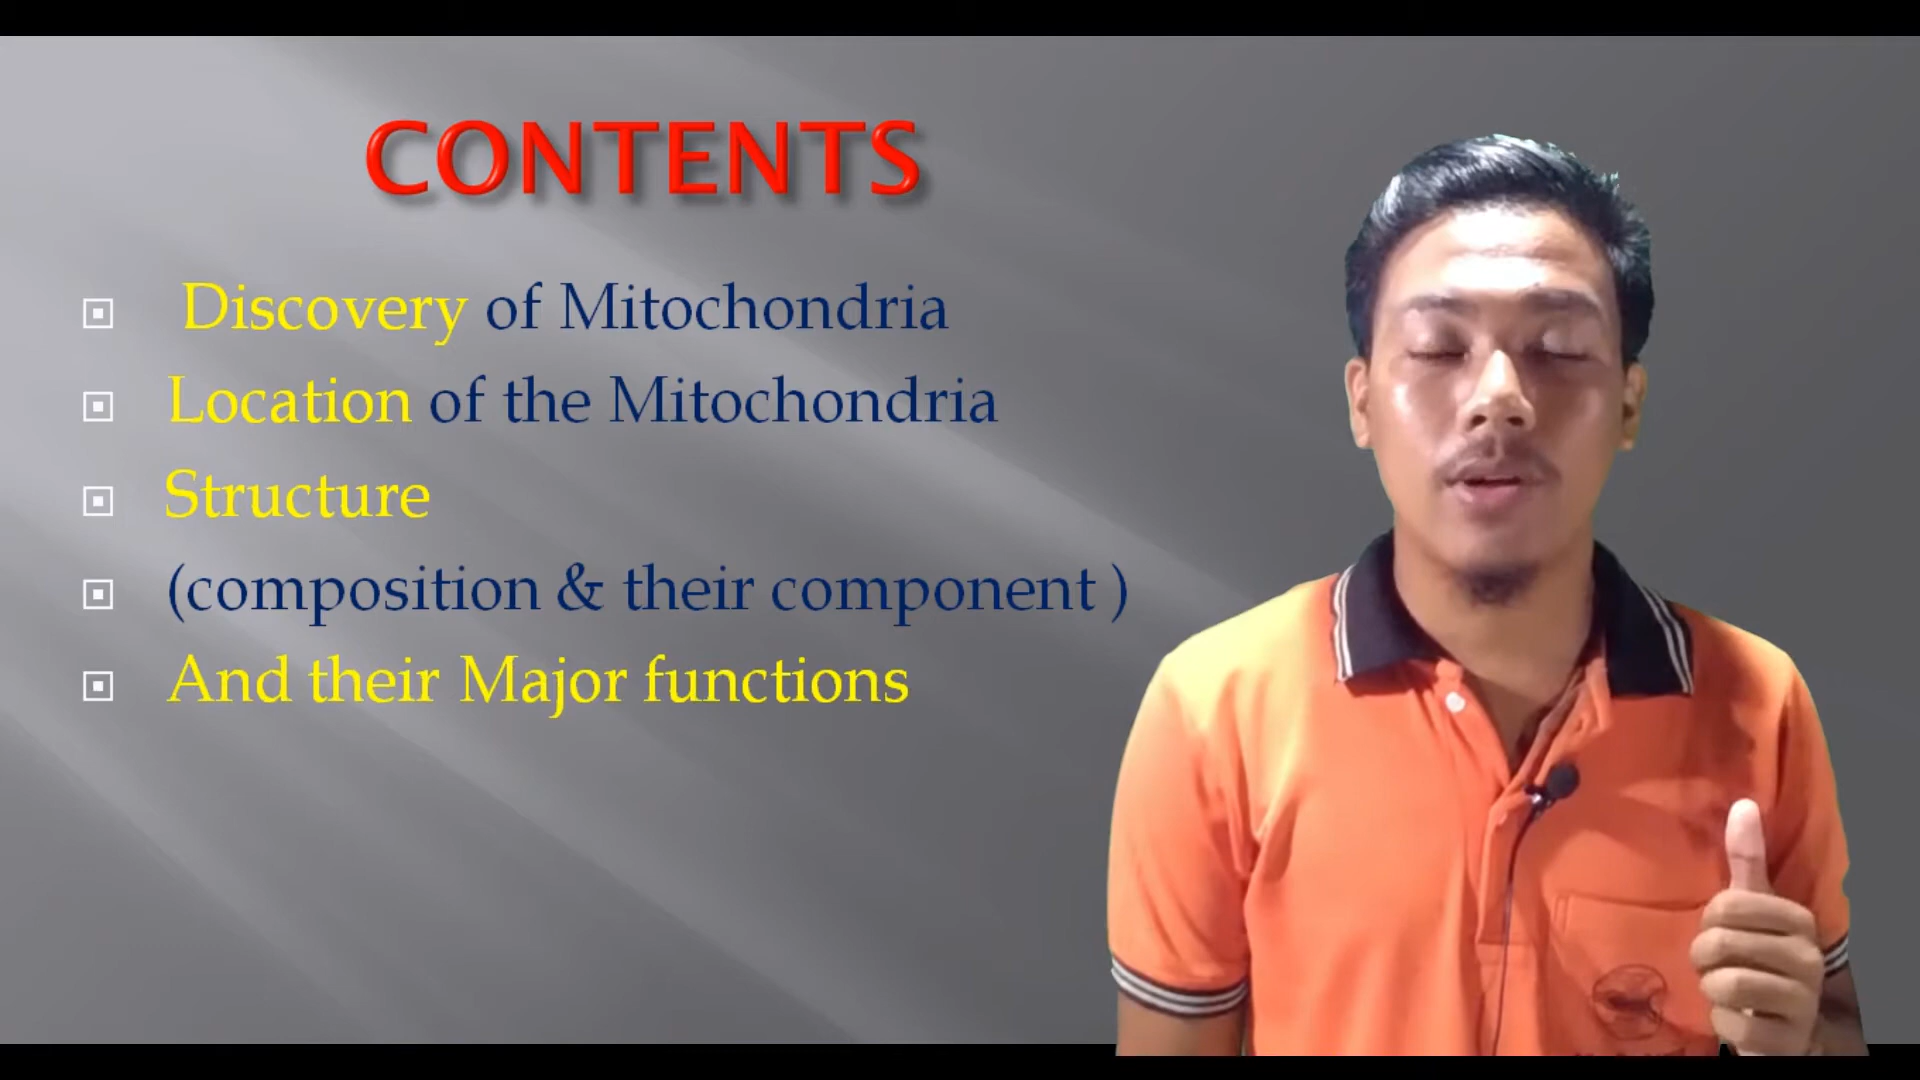 CONTENTS
Discovery of Mitochondria
Location of the Mitochondria
Structure
(composition & their component )
And their Major functions